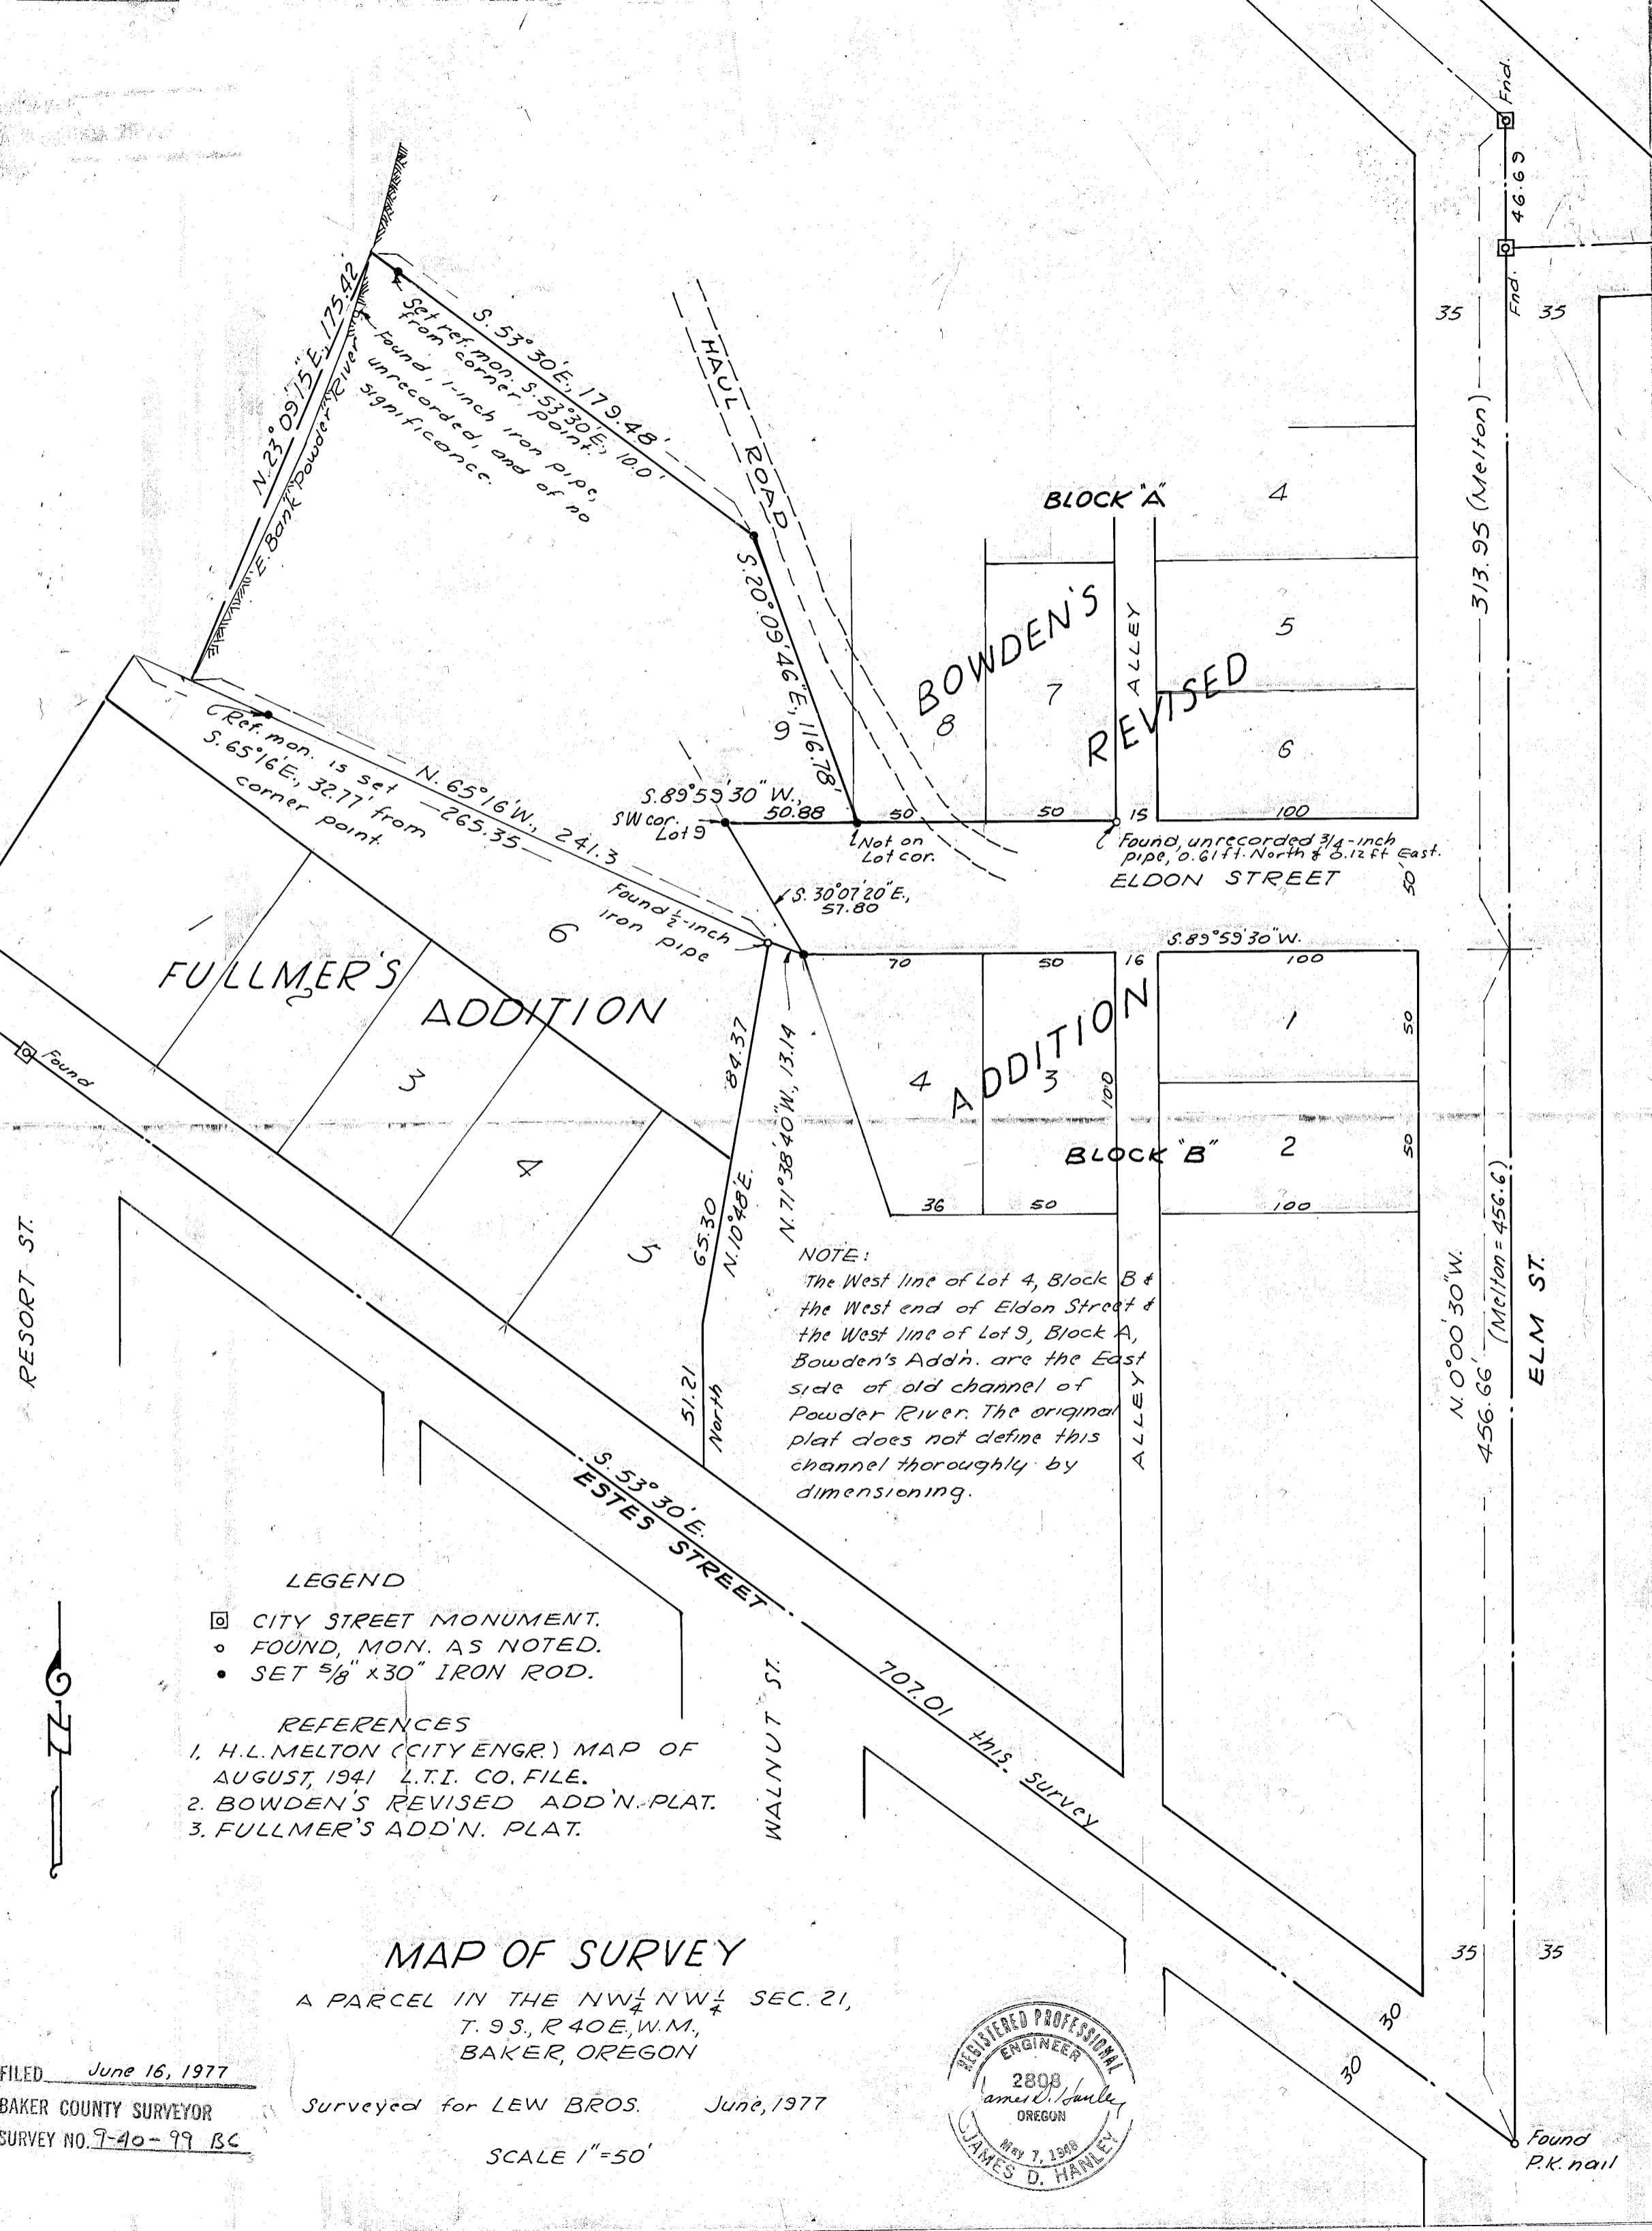 Fnd.
46.69
Fnd.
35
35
313.95 (Melton)
N. 23° 09'15"E., 175.42
E. Bank Powder River
S. 53° 30'E., 179.48'
Set ref. mon. S. 53°30'E., 10.0'
from corner point.
Found, 1-inch iron pipe,
unrecorded, and of no
significance.
HAUL ROAD
BLOCK "A"
4
5
6
7
8
9
ALLEY
BOWDEN'S
REVISED
S. 20° 09' 46"E., 116.78'
S. 89° 59' 30" W.,
50.88
50
50
15
100
SW cor.
Lot 9
Not on
Lot cor.
Found, unrecorded 3/4-inch
pipe, 0.61 ft. North & 0.12 ft East.
ELDON STREET
50
Ref. mon. is set
S. 65°16'E., 32.77' from
corner point.
N. 65°16'W., 241.3
265.35
Found ½-inch
iron pipe
S. 30°07'20"E.,
57.80
S. 89° 59' 30" W.
70
50
16
100
1
FULLMER'S
2
ADDITION
6
3
4
5
Found
84.37
N. 71° 38' 40" W., 13.14
65.30
N. 10°48'E.
51.21
North
4
ADDITION
3
100
1
50
BLOCK "B"
2
50
36
50
100
NOTE:
The West line of Lot 4, Block B &
the West end of Eldon Street &
the West line of Lot 9, Block A,
Bowden's Addn. are the East
side of old channel of
Powder River. The original
plat does not define this
channel thoroughly by
dimensioning.
ALLEY
N. 0°00'30"W.
456.66'
(Melton = 456.6)
ELM ST.
RESORT ST.
S. 53° 30' E.
ESTES STREET
707.01 this survey
WALNUT ST.
LEGEND
CITY STREET MONUMENT.
FOUND, MON. AS NOTED.
SET 5/8" x 30" IRON ROD.
REFERENCES
1. H.L. MELTON (CITY ENGR.) MAP OF
AUGUST, 1941 L.T.I. CO. FILE.
2. BOWDEN'S REVISED ADD'N. PLAT.
3. FULLMER'S ADD'N. PLAT.
N
35
35
30
30
Found
P.K. nail
MAP OF SURVEY
A PARCEL IN THE NW¼ NW¼ SEC. 21,
T. 9 S., R 40 E., W.M.,
BAKER, OREGON
Surveyed for LEW BROS. June, 1977
SCALE 1"=50'
FILED June 16, 1977
BAKER COUNTY SURVEYOR
SURVEY NO. 9-40-99 BC
REGISTERED PROFESSIONAL
ENGINEER
2808
James D. Hanley
OREGON
May 7, 1948
JAMES D. HANLEY